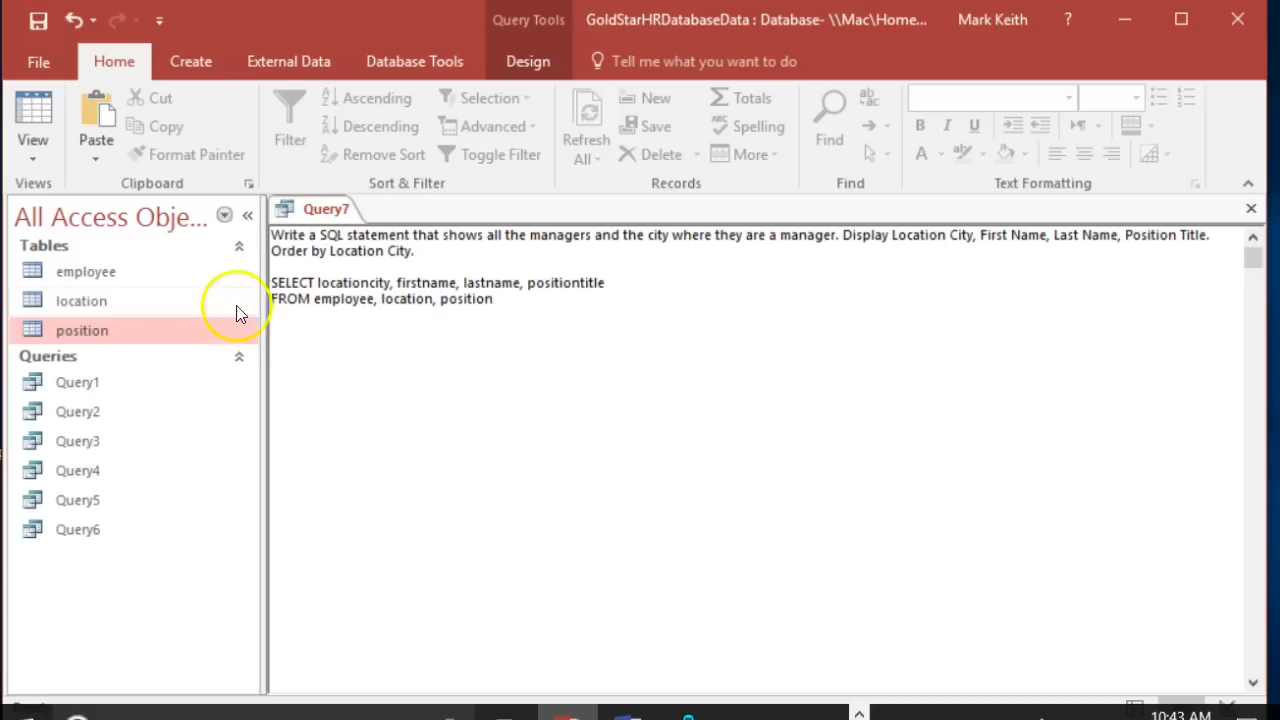 Query Tools
GoldStarHRDatabaseData : Database- \\Mac\Home...
Mark Keith
?
File
Home
Create
External Data
Database Tools
Design
Tell me what you want to do
View
Paste
Cut
Copy
Format Painter
Filter
Ascending
Descending
Remove Sort
Selection
Advanced
Toggle Filter
Refresh
All
New
Save
Delete
Totals
Spelling
More
Find
B I U
A
Views
Clipboard
Sort & Filter
Records
Find
Text Formatting
All Access Obje...
Tables
employee
location
position
Queries
Query1
Query2
Query3
Query4
Query5
Query6
Query7
Write a SQL statement that shows all the managers and the city where they are a manager. Display Location City, First Name, Last Name, Position Title.
Order by Location City.
SELECT locationcity, firstname, lastname, positiontitle
FROM employee, location, position
10:43 AM